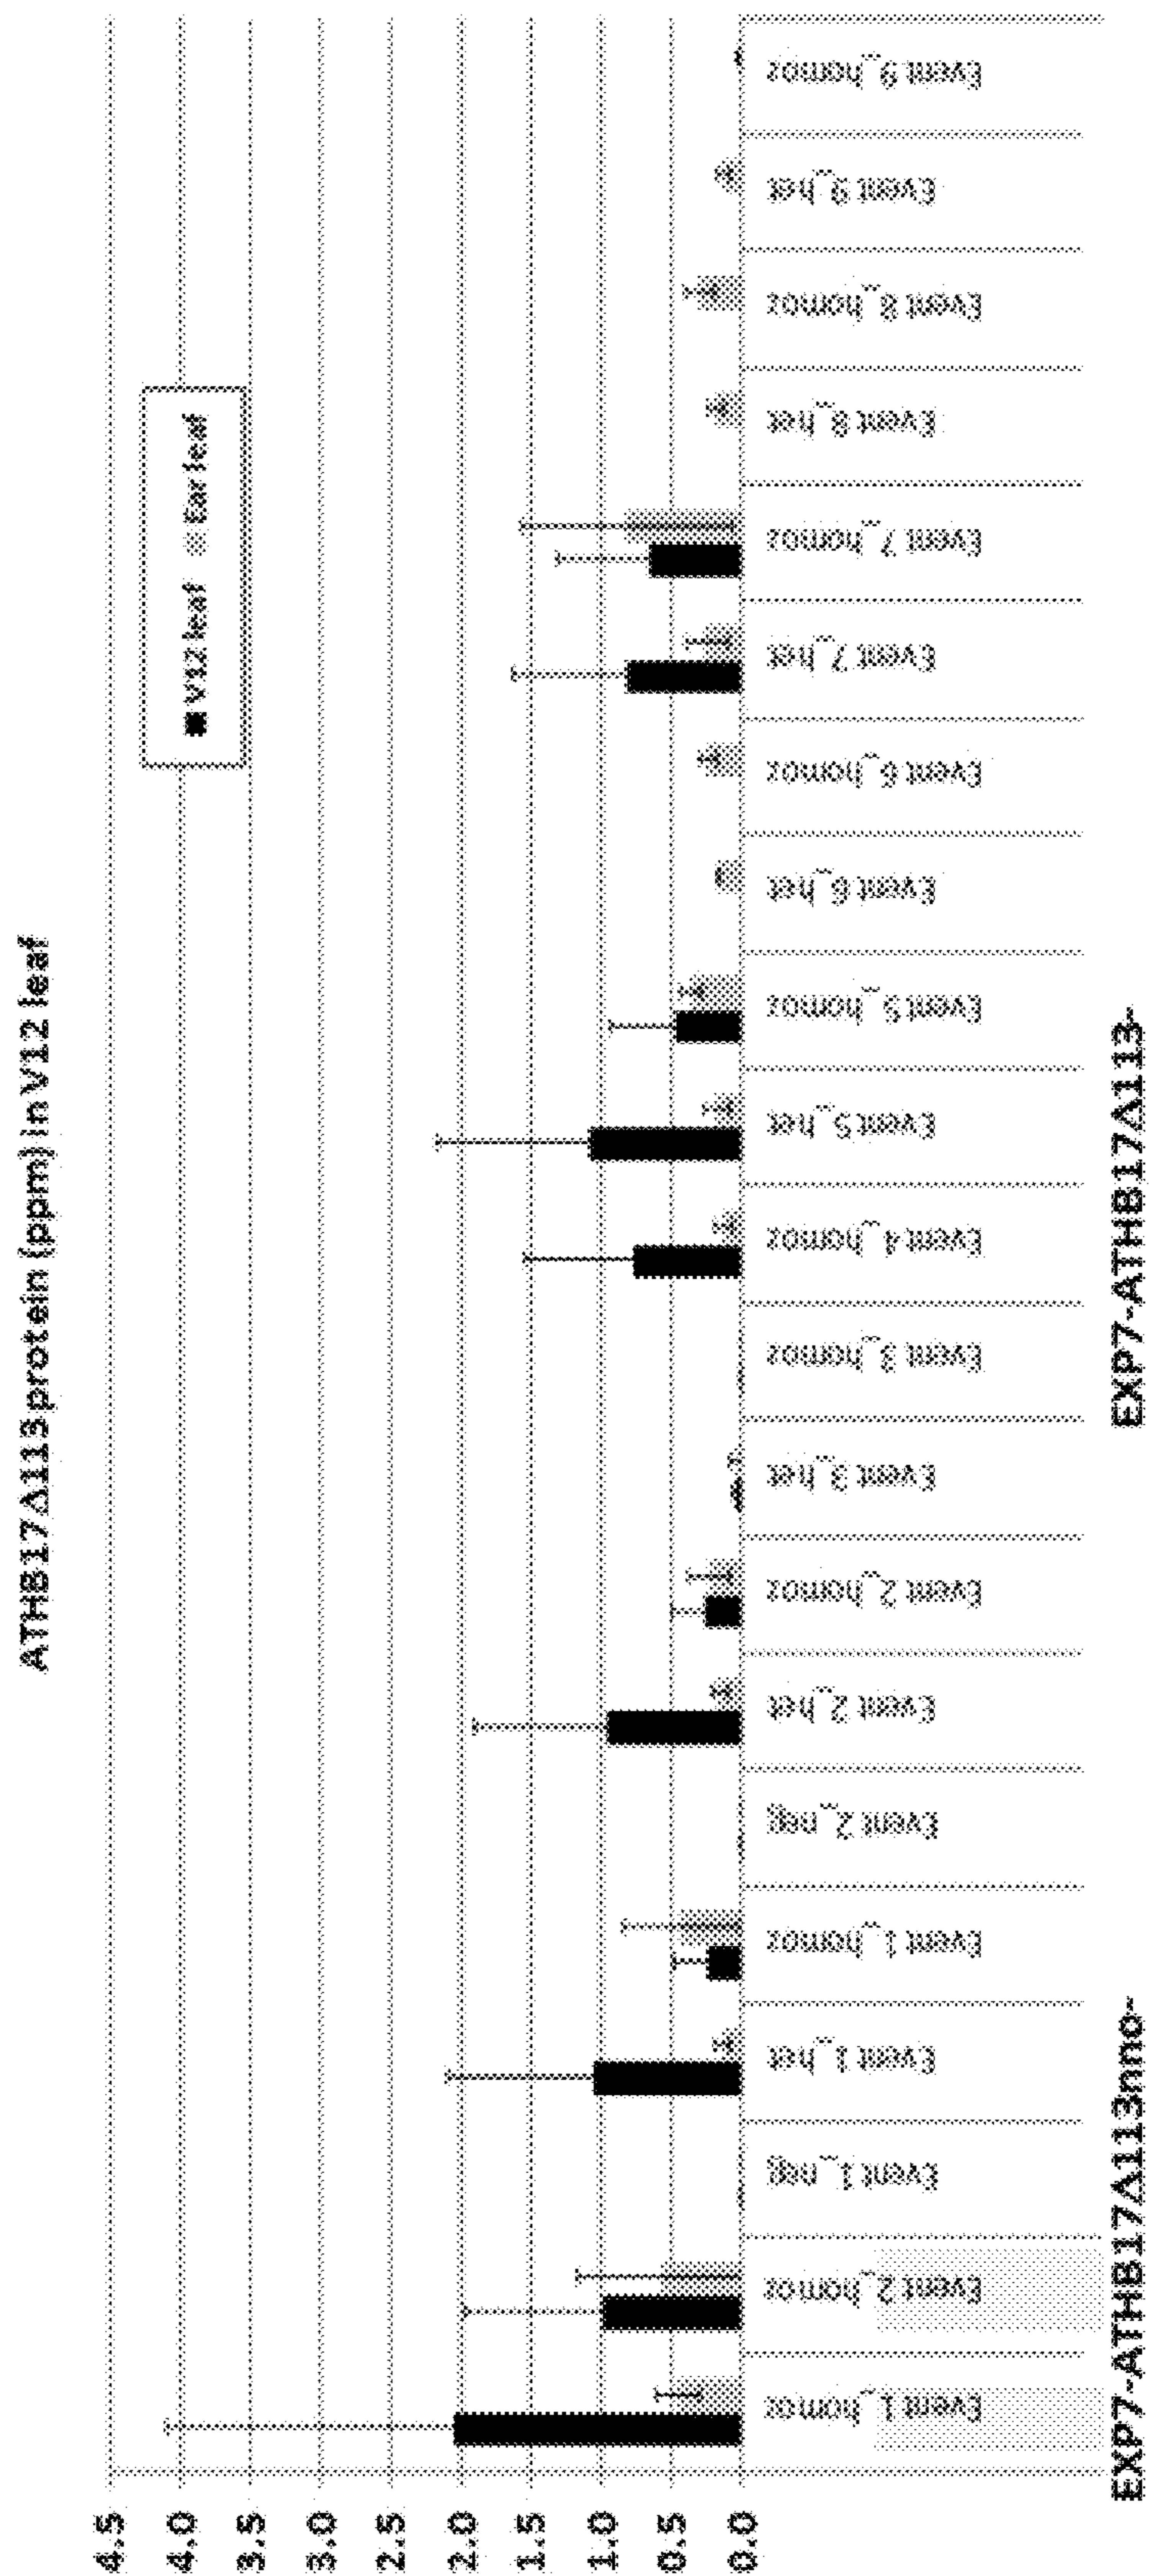 ATHB17Δ113 protein (ppm) in V12 leaf
V12 leaf
Ear leaf
4.5
4.0
3.5
3.0
2.5
2.0
1.5
1.0
0.5
0.0
Event 1_homoz
Event 2_homoz
Event 1_neg
Event 1_het
Event 1_homoz
Event 2_neg
Event 2_het
Event 2_homoz
Event 3_het
Event 3_homoz
Event 4_homoz
Event 5_het
Event 5_homoz
Event 6_het
Event 6_homoz
Event 7_het
Event 7_homoz
Event 8_het
Event 8_homoz
Event 9_het
Event 9_homoz
EXP7-ATHB17Δ113nno-
EXP7-ATHB17Δ113-